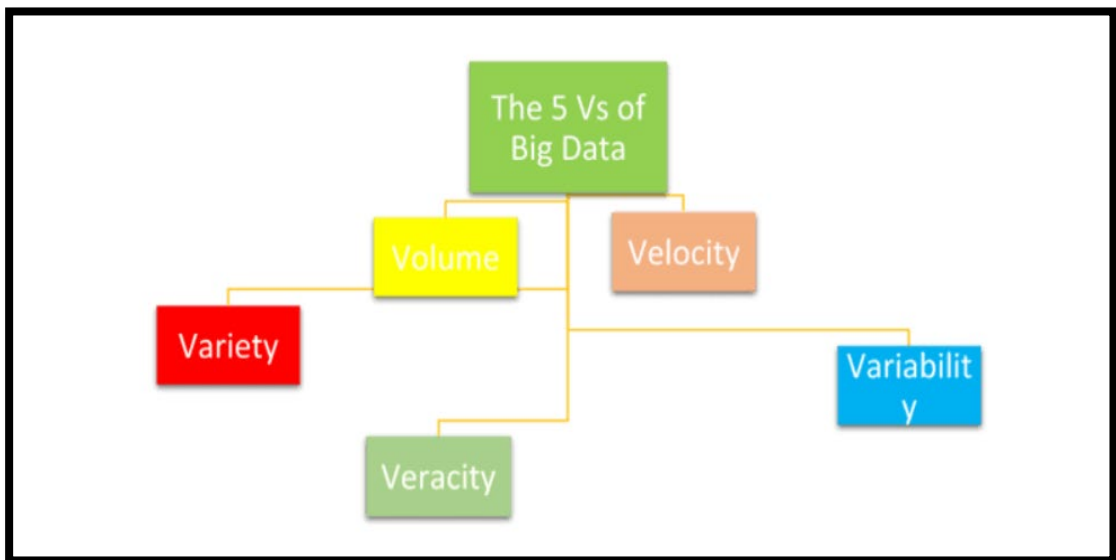 The 5 Vs of
Big Data
Volume
Velocity
Variety
Variabilit
y
Veracity